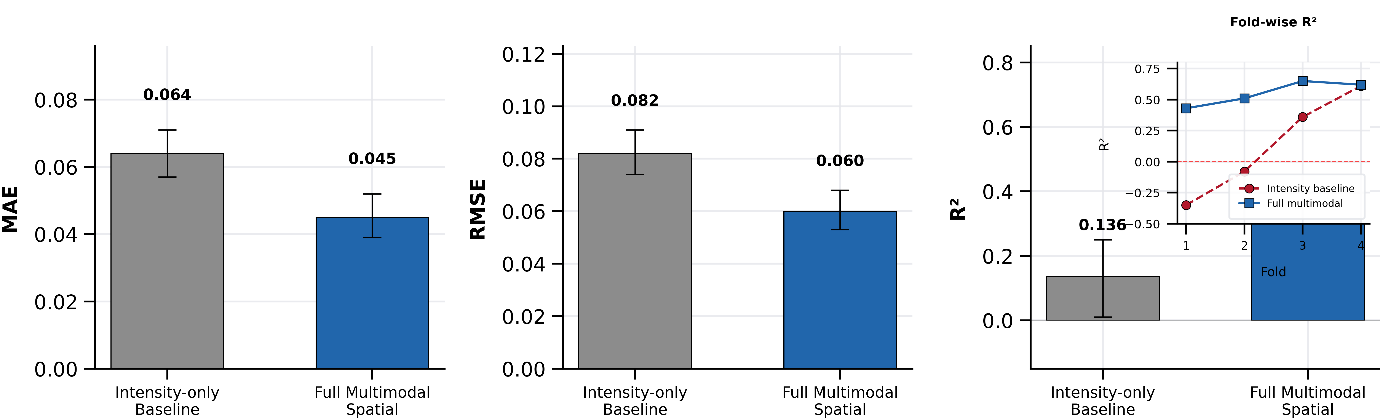 MAE
0.08
0.06
0.04
0.02
0.00
0.064
0.045
Intensity-only
Baseline
Full Multimodal
Spatial
RMSE
0.12
0.10
0.08
0.06
0.04
0.02
0.00
0.082
0.060
Intensity-only
Baseline
Full Multimodal
Spatial
R²
0.8
0.6
0.4
0.2
0.0
0.136
Intensity-only
Baseline
Full Multimodal
Spatial
Fold-wise R²
R²
0.75
0.50
0.25
0.00
−0.25
−0.50
Intensity baseline
Full multimodal
1
2
3
4
Fold